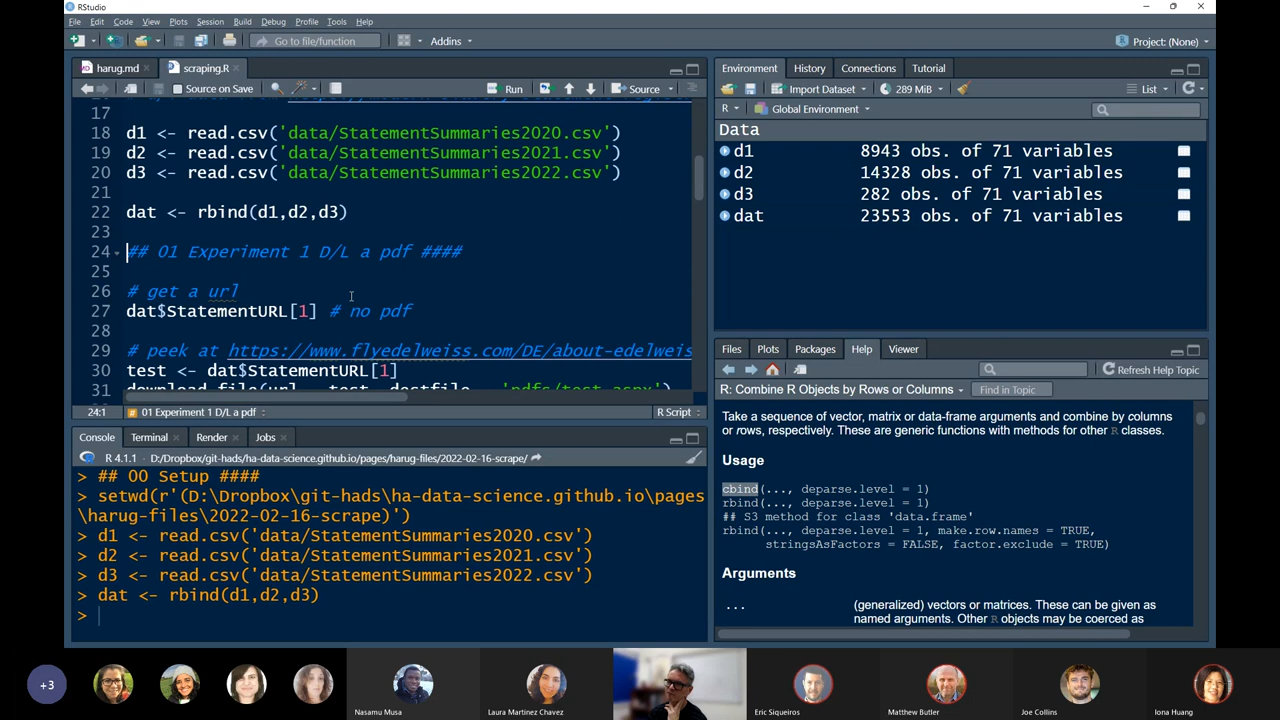 RStudio
File Edit Code View Plots Session Build Debug Profile Tools Help
Go to file/function Addins Project: (None)
harug.md scraping.R
Source on Save Run Source
17
18 d1 <- read.csv('data/StatementSummaries2020.csv')
19 d2 <- read.csv('data/StatementSummaries2021.csv')
20 d3 <- read.csv('data/StatementSummaries2022.csv')
21
22 dat <- rbind(d1,d2,d3)
23
24 ## 01 Experiment 1 D/L a pdf ####
25
26 # get a url
27 dat$StatementURL[1] # no pdf
28
29 # peek at https://www.flyedelweiss.com/DE/about-edelweis
30 test <- dat$StatementURL[1]
31 download.file(url = test, destfile = 'pdfs/test.aspx')
24:1 01 Experiment 1 D/L a pdf R Script
Console Terminal Render Jobs
R 4.1.1 D:/Dropbox/git-hads/ha-data-science.github.io/pages/harug-files/2022-02-16-scrape/
> ## 00 Setup ####
> setwd(r'(D:\Dropbox\git-hads\ha-data-science.github.io\pages
\harug-files\2022-02-16-scrape)')
> d1 <- read.csv('data/StatementSummaries2020.csv')
> d2 <- read.csv('data/StatementSummaries2021.csv')
> d3 <- read.csv('data/StatementSummaries2022.csv')
> dat <- rbind(d1,d2,d3)
>
Environment History Connections Tutorial
Import Dataset 289 MiB List
R Global Environment
Data
d1 8943 obs. of 71 variables
d2 14328 obs. of 71 variables
d3 282 obs. of 71 variables
dat 23553 obs. of 71 variables
Files Plots Packages Help Viewer
Refresh Help Topic
R: Combine R Objects by Rows or Columns Find in Topic
Take a sequence of vector, matrix or data-frame arguments and combine by columns
or rows, respectively. These are generic functions with methods for other R classes.
Usage
cbind(..., deparse.level = 1)
rbind(..., deparse.level = 1)
## S3 method for class 'data.frame'
rbind(..., deparse.level = 1, make.row.names = TRUE,
stringsAsFactors = FALSE, factor.exclude = TRUE)
Arguments
... (generalized) vectors or matrices. These can be given as
named arguments. Other R objects may be coerced as
+3
Nasamu Musa
Laura Martinez Chavez
Eric Siqueiros
Matthew Butler
Joe Collins
Iona Huang